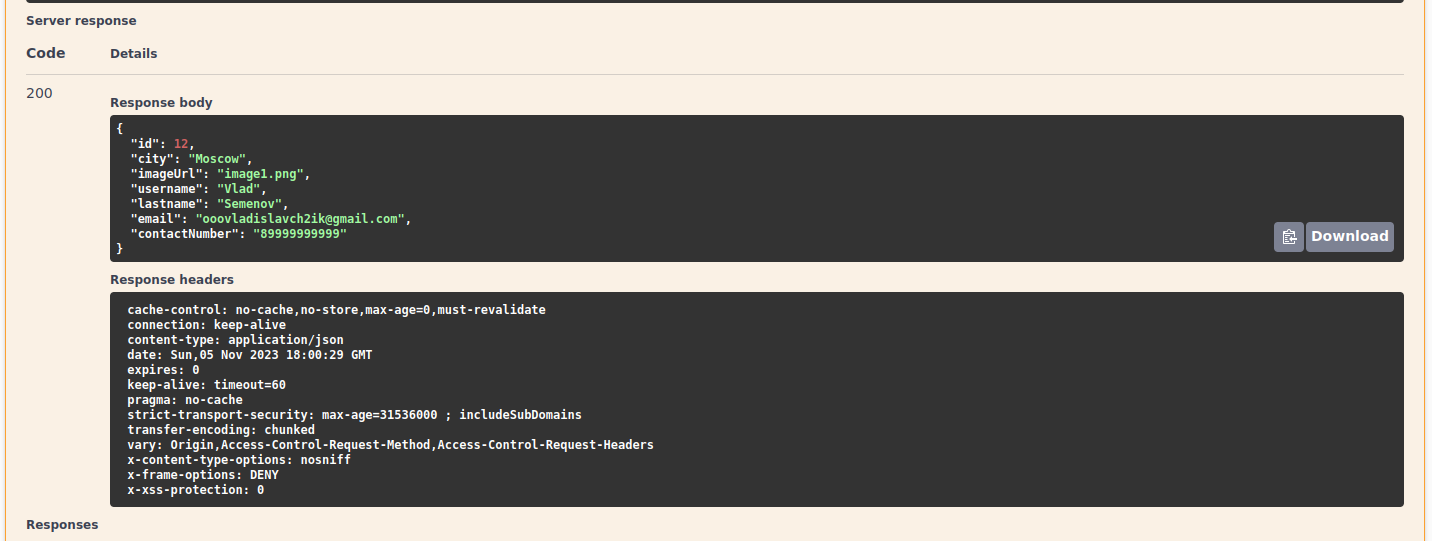 Server response
Code Details
200
Response body
{
  "id": 12,
  "city": "Moscow",
  "imageUrl": "image1.png",
  "username": "Vlad",
  "lastname": "Semenov",
  "email": "ooovladislavch2ik@gmail.com",
  "contactNumber": "89999999999"
}
Download
Response headers
cache-control: no-cache,no-store,max-age=0,must-revalidate
connection: keep-alive
content-type: application/json
date: Sun,05 Nov 2023 18:00:29 GMT
expires: 0
keep-alive: timeout=60
pragma: no-cache
strict-transport-security: max-age=31536000 ; includeSubDomains
transfer-encoding: chunked
vary: Origin,Access-Control-Request-Method,Access-Control-Request-Headers
x-content-type-options: nosniff
x-frame-options: DENY
x-xss-protection: 0
Responses